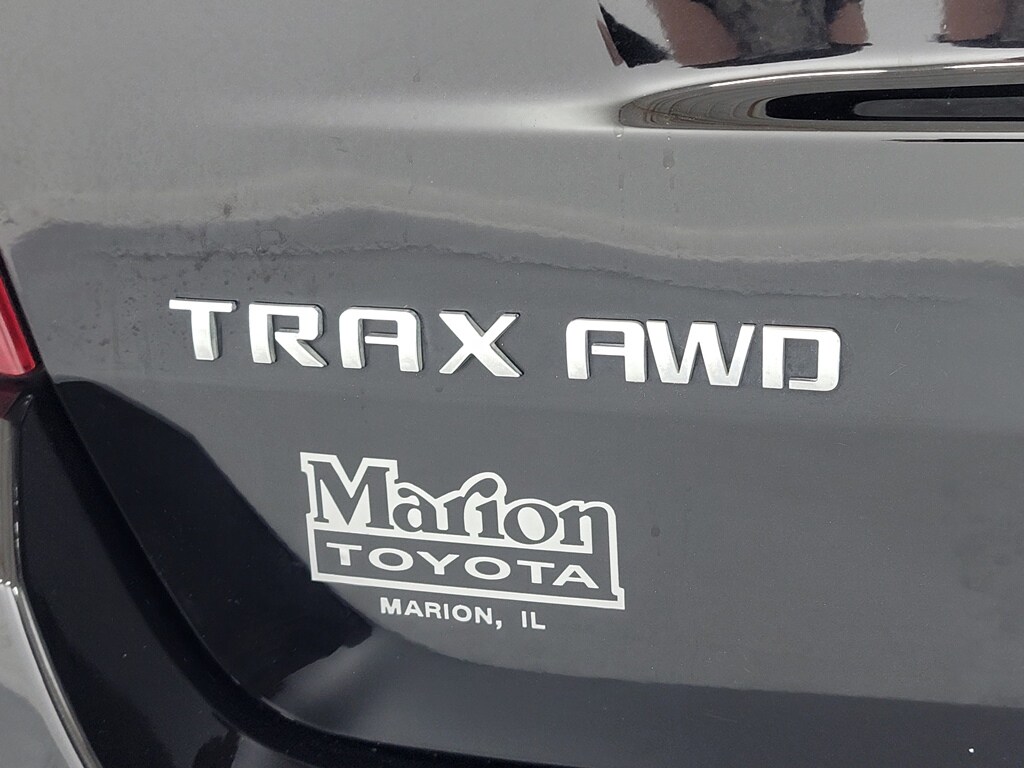 TRAX AWD
Marion
TOYOTA
MARION, IL